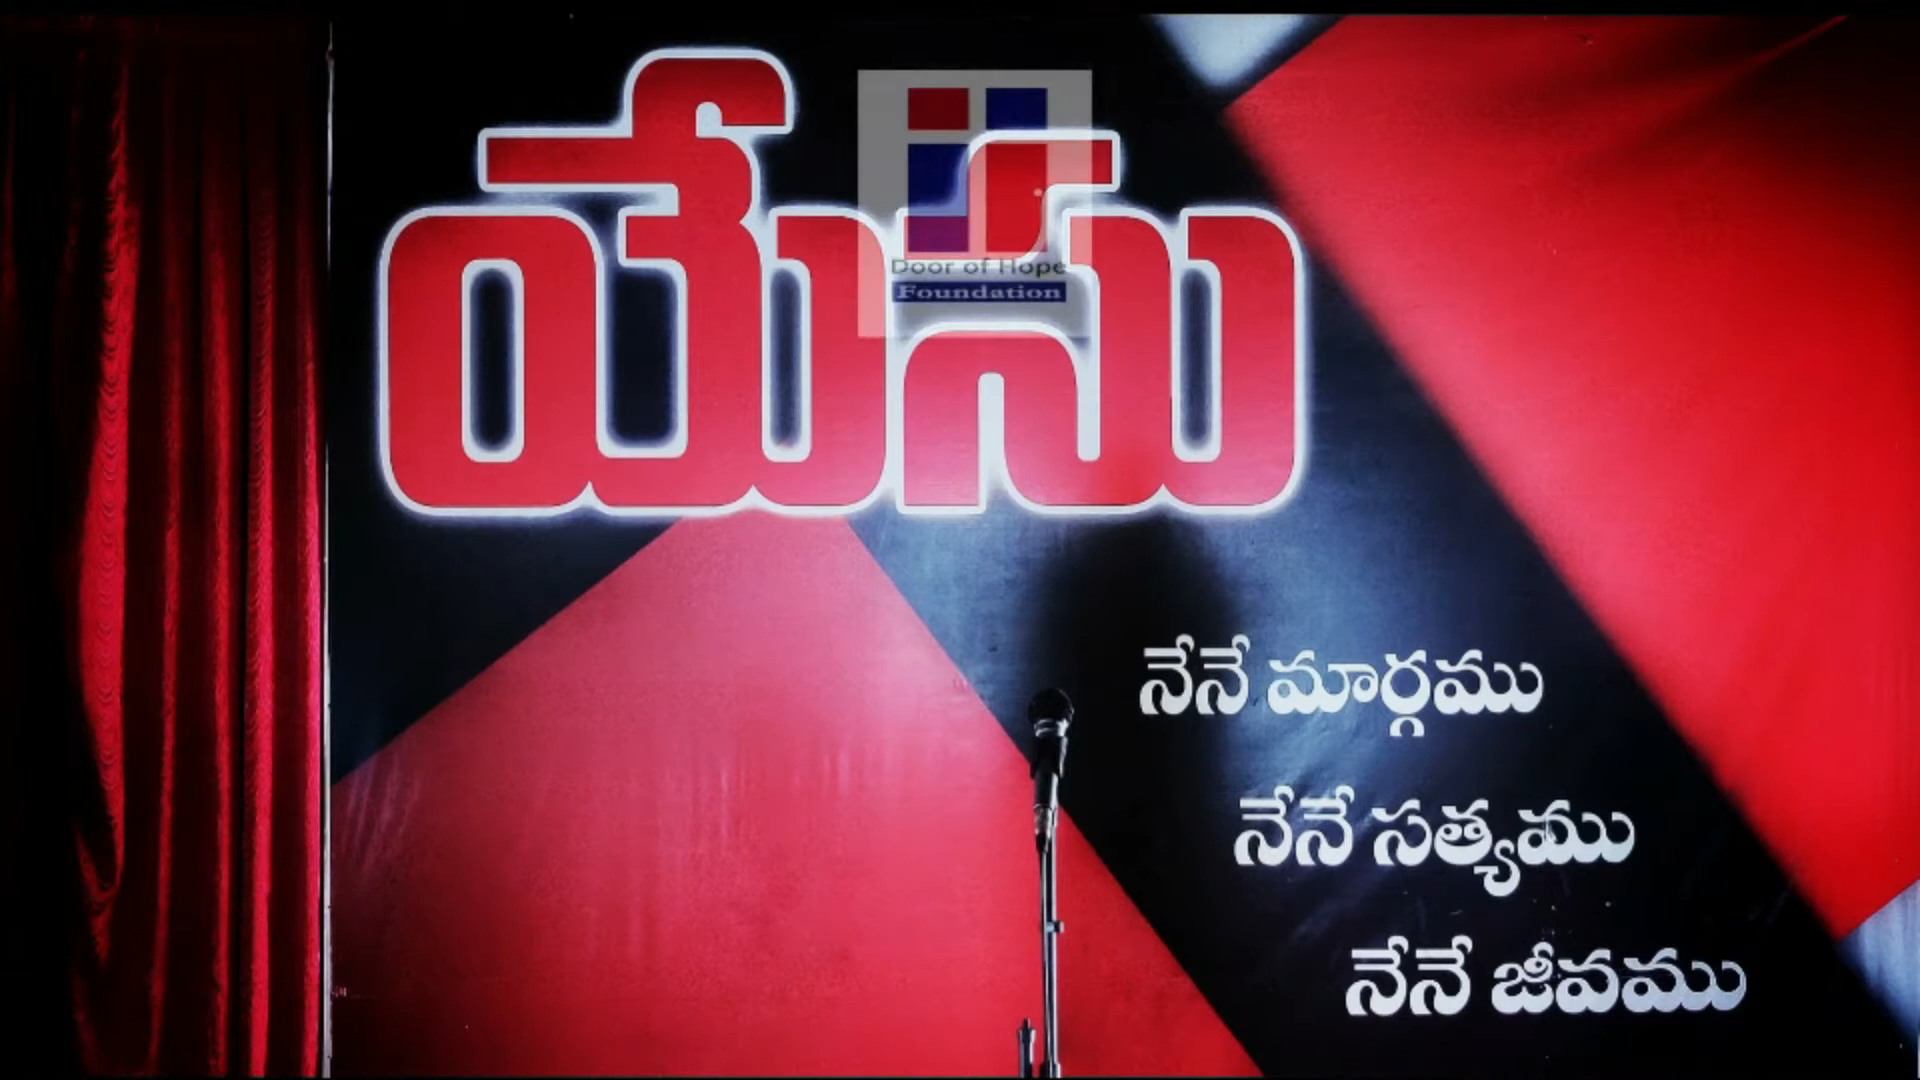 యేసు
Door of Hope
Foundation
నేనే మార్గము
నేనే సత్యము
నేనే జీవము